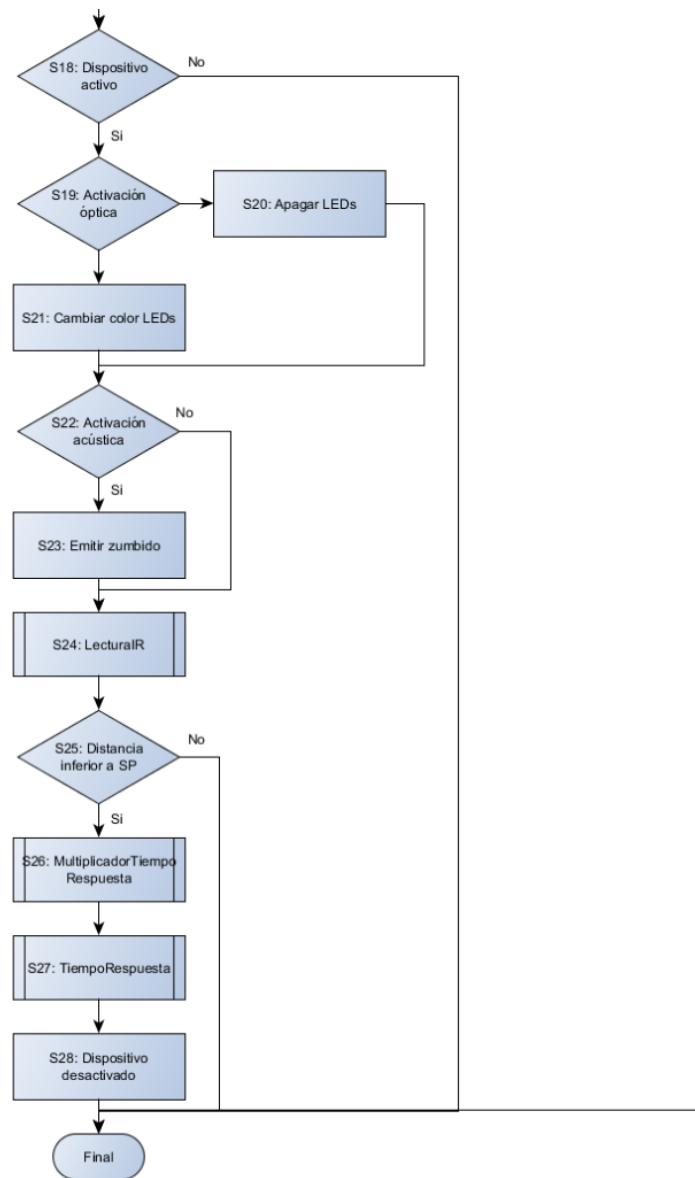 S18: Dispositivo
activo
No
Si
S19: Activación
óptica
S20: Apagar LEDs
S21: Cambiar color LEDs
S22: Activación
acústica
No
Si
S23: Emitir zumbido
S24: LecturaIR
S25: Distancia
inferior a SP
No
Si
S26: MultiplicadorTiempo
Respuesta
S27: TiempoRespuesta
S28: Dispositivo
desactivado
Final